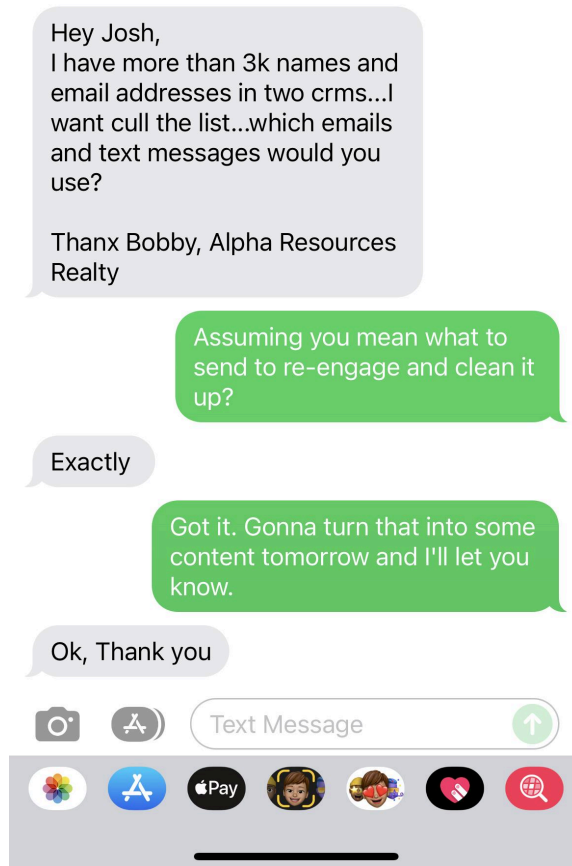 Hey Josh,
I have more than 3k names and
email addresses in two crms...I
want cull the list...which emails
and text messages would you
use?
Thanx Bobby, Alpha Resources
Realty
Assuming you mean what to
send to re-engage and clean it
up?
Exactly
Got it. Gonna turn that into some
content tomorrow and I'll let you
know.
Ok, Thank you
Text Message
Pay